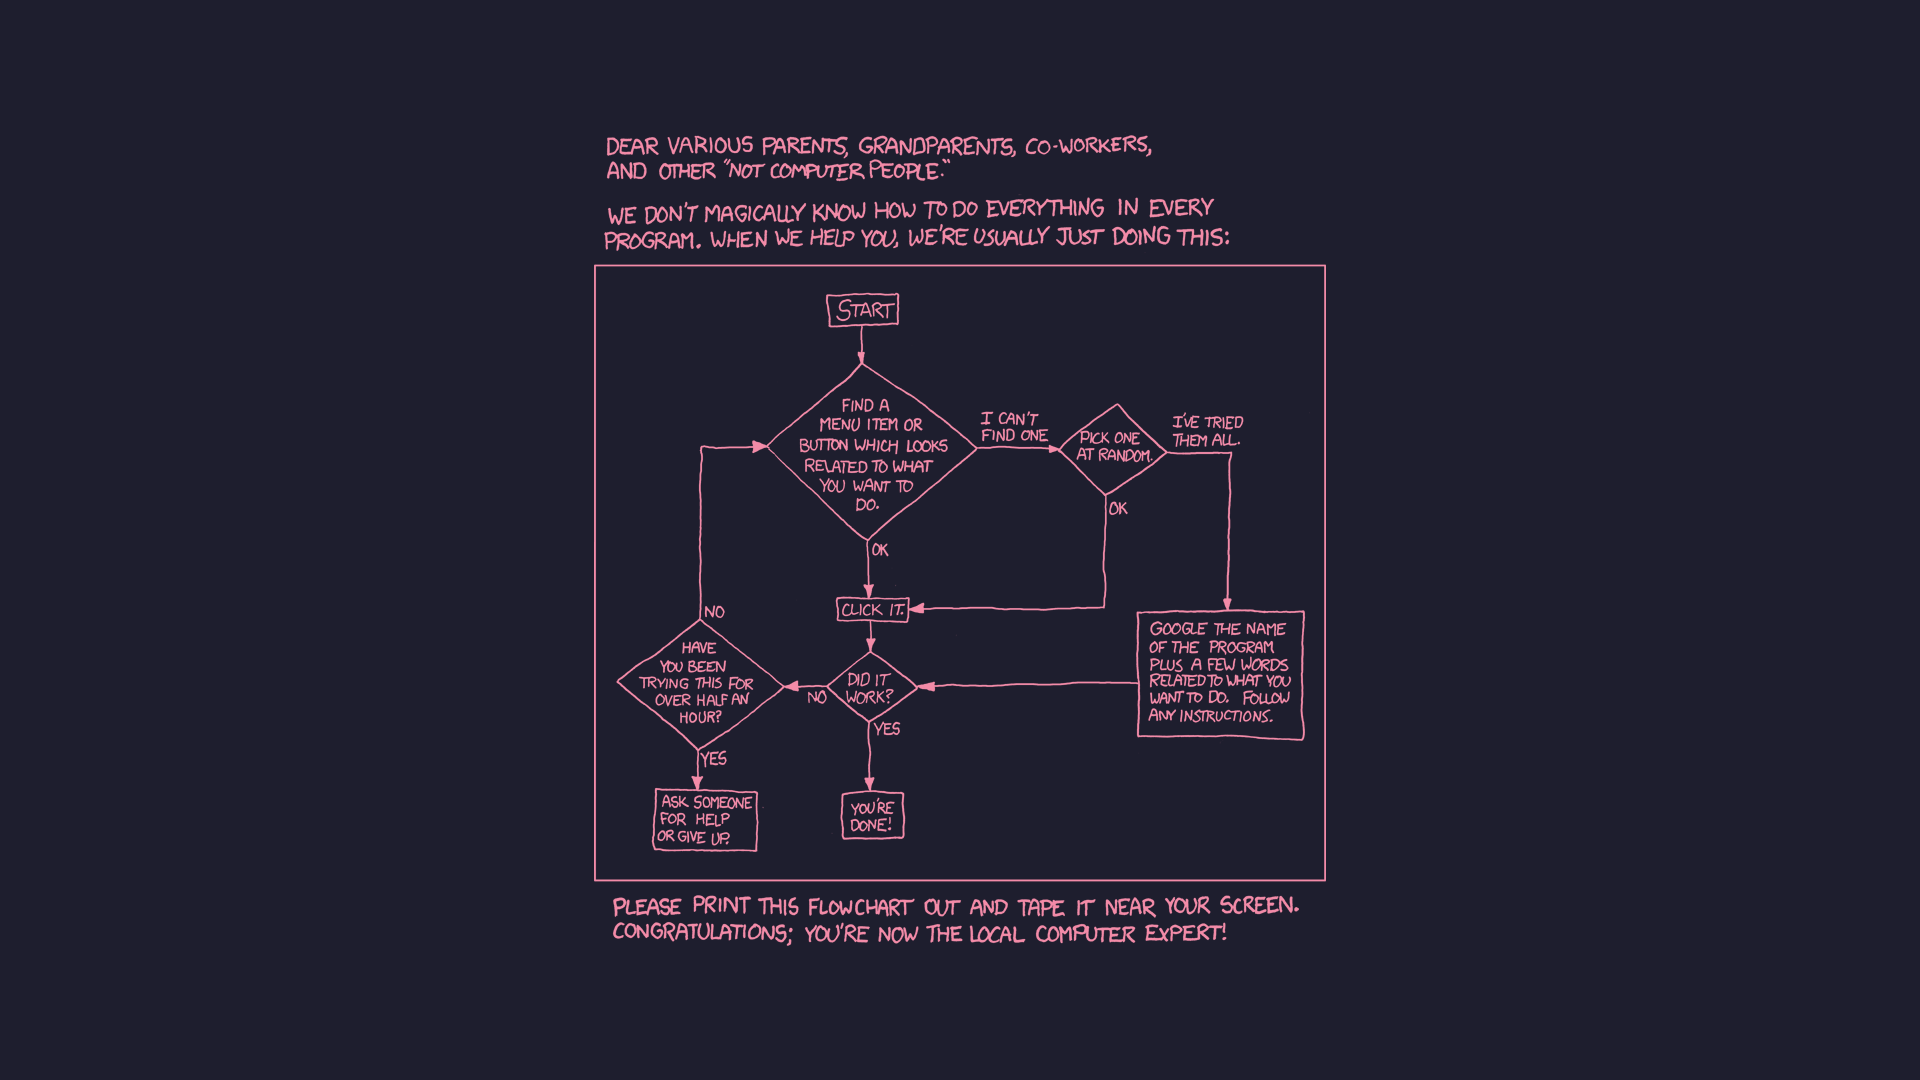 DEAR VARIOUS PARENTS, GRANDPARENTS, CO-WORKERS,
AND OTHER "NOT COMPUTER PEOPLE."
WE DON'T MAGICALLY KNOW HOW TO DO EVERYTHING IN EVERY
PROGRAM. WHEN WE HELP YOU, WE'RE USUALLY JUST DOING THIS:
START
FIND A
MENU ITEM OR
BUTTON WHICH LOOKS
RELATED TO WHAT
YOU WANT TO
DO.
I CAN'T
FIND ONE
PICK ONE
AT RANDOM.
I'VE TRIED
THEM ALL.
OK
OK
CLICK IT.
NO
HAVE
YOU BEEN
TRYING THIS FOR
OVER HALF AN
HOUR?
NO
DID IT
WORK?
GOOGLE THE NAME
OF THE PROGRAM
PLUS A FEW WORDS
RELATED TO WHAT YOU
WANT TO DO. FOLLOW
ANY INSTRUCTIONS.
YES
YES
ASK SOMEONE
FOR HELP
OR GIVE UP.
YOU'RE
DONE!
PLEASE PRINT THIS FLOWCHART OUT AND TAPE IT NEAR YOUR SCREEN.
CONGRATULATIONS; YOU'RE NOW THE LOCAL COMPUTER EXPERT!